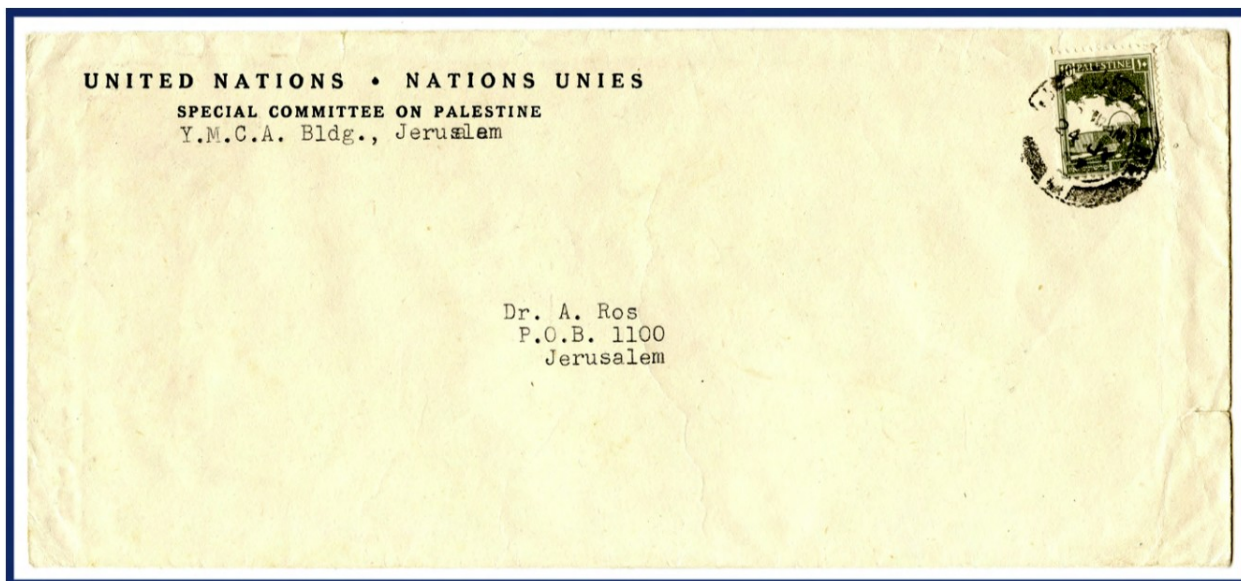 UNITED NATIONS • NATIONS UNIES
SPECIAL COMMITTEE ON PALESTINE
Y.M.C.A. Bldg., Jerusalem
PALESTINE
Dr. A. Ros
P.O.B. 1100
Jerusalem